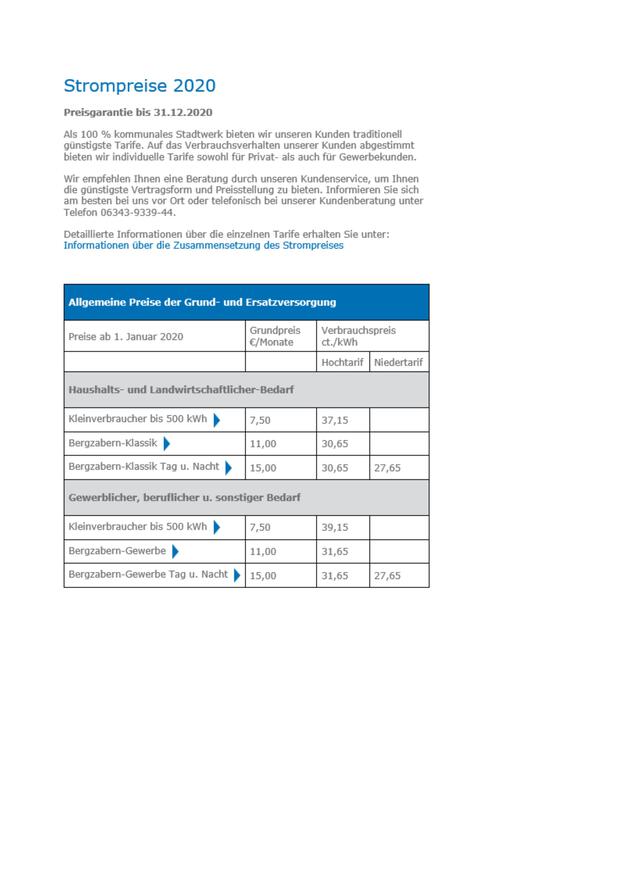 Strompreise 2020
Preisgarantie bis 31.12.2020
Als 100 % kommunales Stadtwerk bieten wir unseren Kunden traditionell
günstigste Tarife. Auf das Verbrauchsverhalten unserer Kunden abgestimmt
bieten wir individuelle Tarife sowohl für Privat- als auch für Gewerbekunden.
Wir empfehlen Ihnen eine Beratung durch unseren Kundenservice, um Ihnen
die günstigste Vertragsform und Preisstellung zu bieten. Informieren Sie sich
am besten bei uns vor Ort oder telefonisch bei unserer Kundenberatung unter
Telefon 06343-9339-44.
Detaillierte Informationen über die einzelnen Tarife erhalten Sie unter:
Informationen über die Zusammensetzung des Strompreises
Allgemeine Preise der Grund- und Ersatzversorgung
Preise ab 1. Januar 2020 Grundpreis €/Monate Verbrauchspreis ct./kWh
Hochtarif Niedertarif
Haushalts- und Landwirtschaftlicher-Bedarf
Kleinverbraucher bis 500 kWh 7,50 37,15
Bergzabern-Klassik 11,00 30,65
Bergzabern-Klassik Tag u. Nacht 15,00 30,65 27,65
Gewerblicher, beruflicher u. sonstiger Bedarf
Kleinverbraucher bis 500 kWh 7,50 39,15
Bergzabern-Gewerbe 11,00 31,65
Bergzabern-Gewerbe Tag u. Nacht 15,00 31,65 27,65